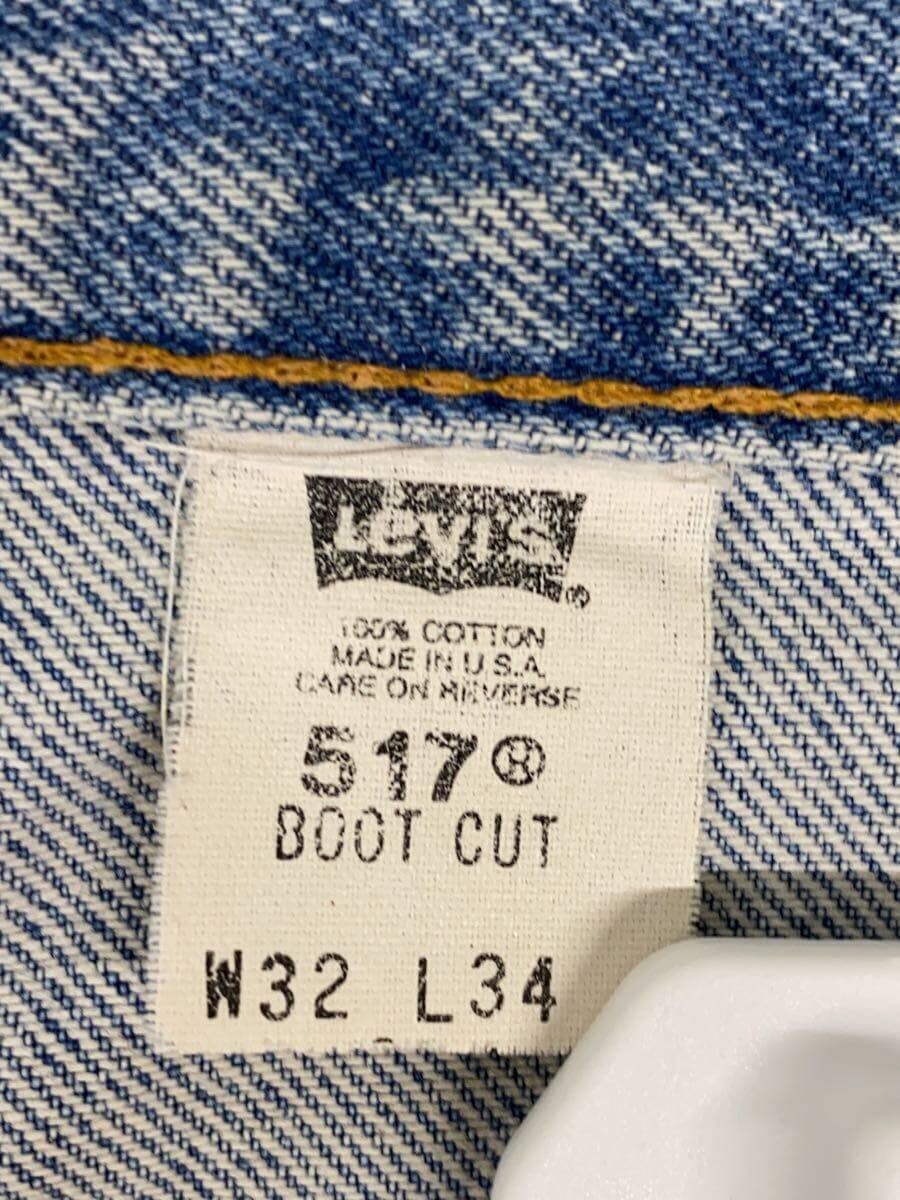 Levi's®
100% COTTON
MADE IN U.S.A.
CARE ON REVERSE
517®
BOOT CUT
W32 L34